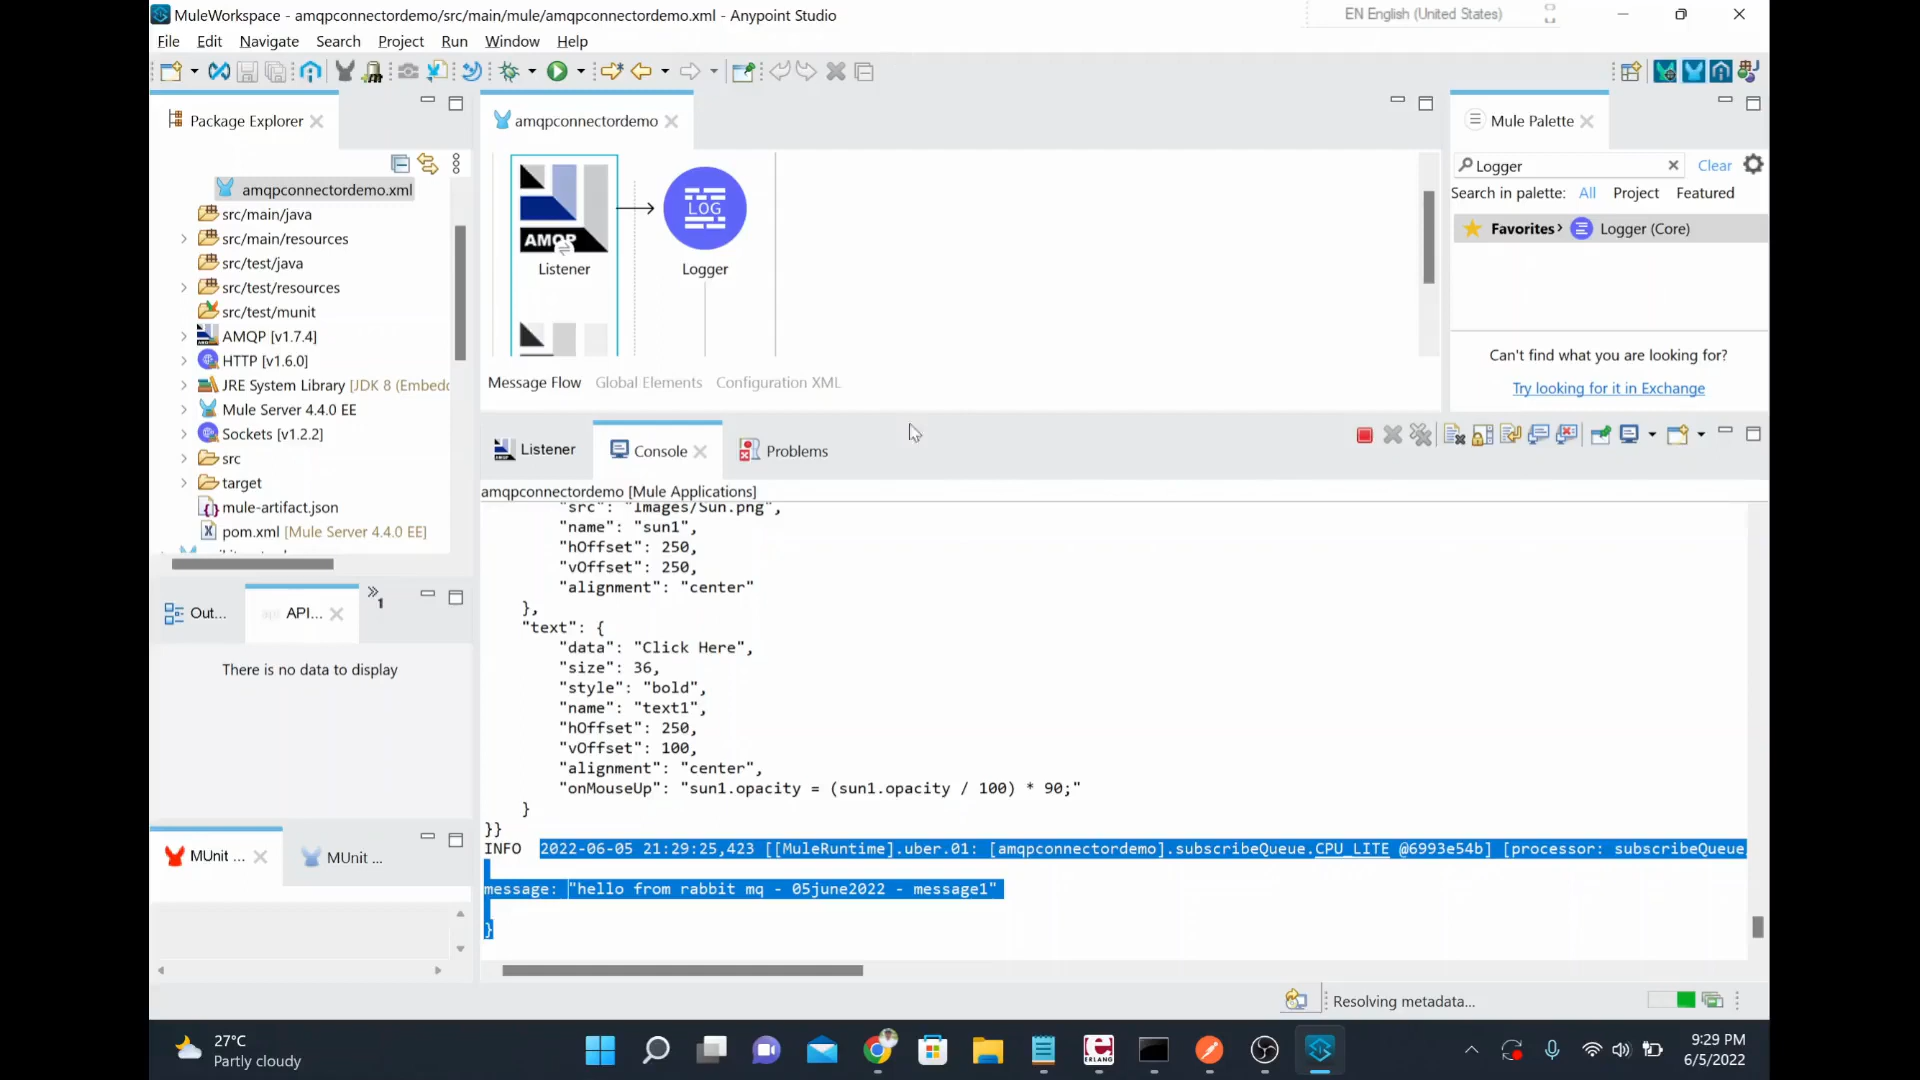 MuleWorkspace - amqpconnectordemo/src/main/mule/amqpconnectordemo.xml - Anypoint Studio
EN English (United States)
File Edit Navigate Search Project Run Window Help
Package Explorer
amqpconnectordemo.xml
src/main/java
src/main/resources
src/test/java
src/test/resources
src/test/munit
AMQP [v1.7.4]
HTTP [v1.6.0]
JRE System Library [JDK 8 (Embed
Mule Server 4.4.0 EE
Sockets [v1.2.2]
src
target
mule-artifact.json
pom.xml [Mule Server 4.4.0 EE]
Out...
API...
1
There is no data to display
MUnit ...
MUnit ...
amqpconnectordemo
AMQP
LOG
Listener
Logger
Message Flow Global Elements Configuration XML
Mule Palette
Logger
Clear
Search in palette: All Project Featured
Favorites Logger (Core)
Can't find what you are looking for?
Try looking for it in Exchange
Listener
Console
Problems
amqpconnectordemo [Mule Applications]
"src": "Images/Sun.png",
"name": "sun1",
"hOffset": 250,
"vOffset": 250,
"alignment": "center"
},
"text": {
"data": "Click Here",
"size": 36,
"style": "bold",
"name": "text1",
"hOffset": 250,
"vOffset": 100,
"alignment": "center",
"onMouseUp": "sun1.opacity = (sun1.opacity / 100) * 90;"
}
}}
INFO 2022-06-05 21:29:25,423 [[MuleRuntime].uber.01: [amqpconnectordemo].subscribeQueue.CPU_LITE @6993e54b] [processor: subscribeQueue
message: "hello from rabbit mq - 05june2022 - message1"
}
Resolving metadata...
27°C
Partly cloudy
ERLANG
9:29 PM
6/5/2022